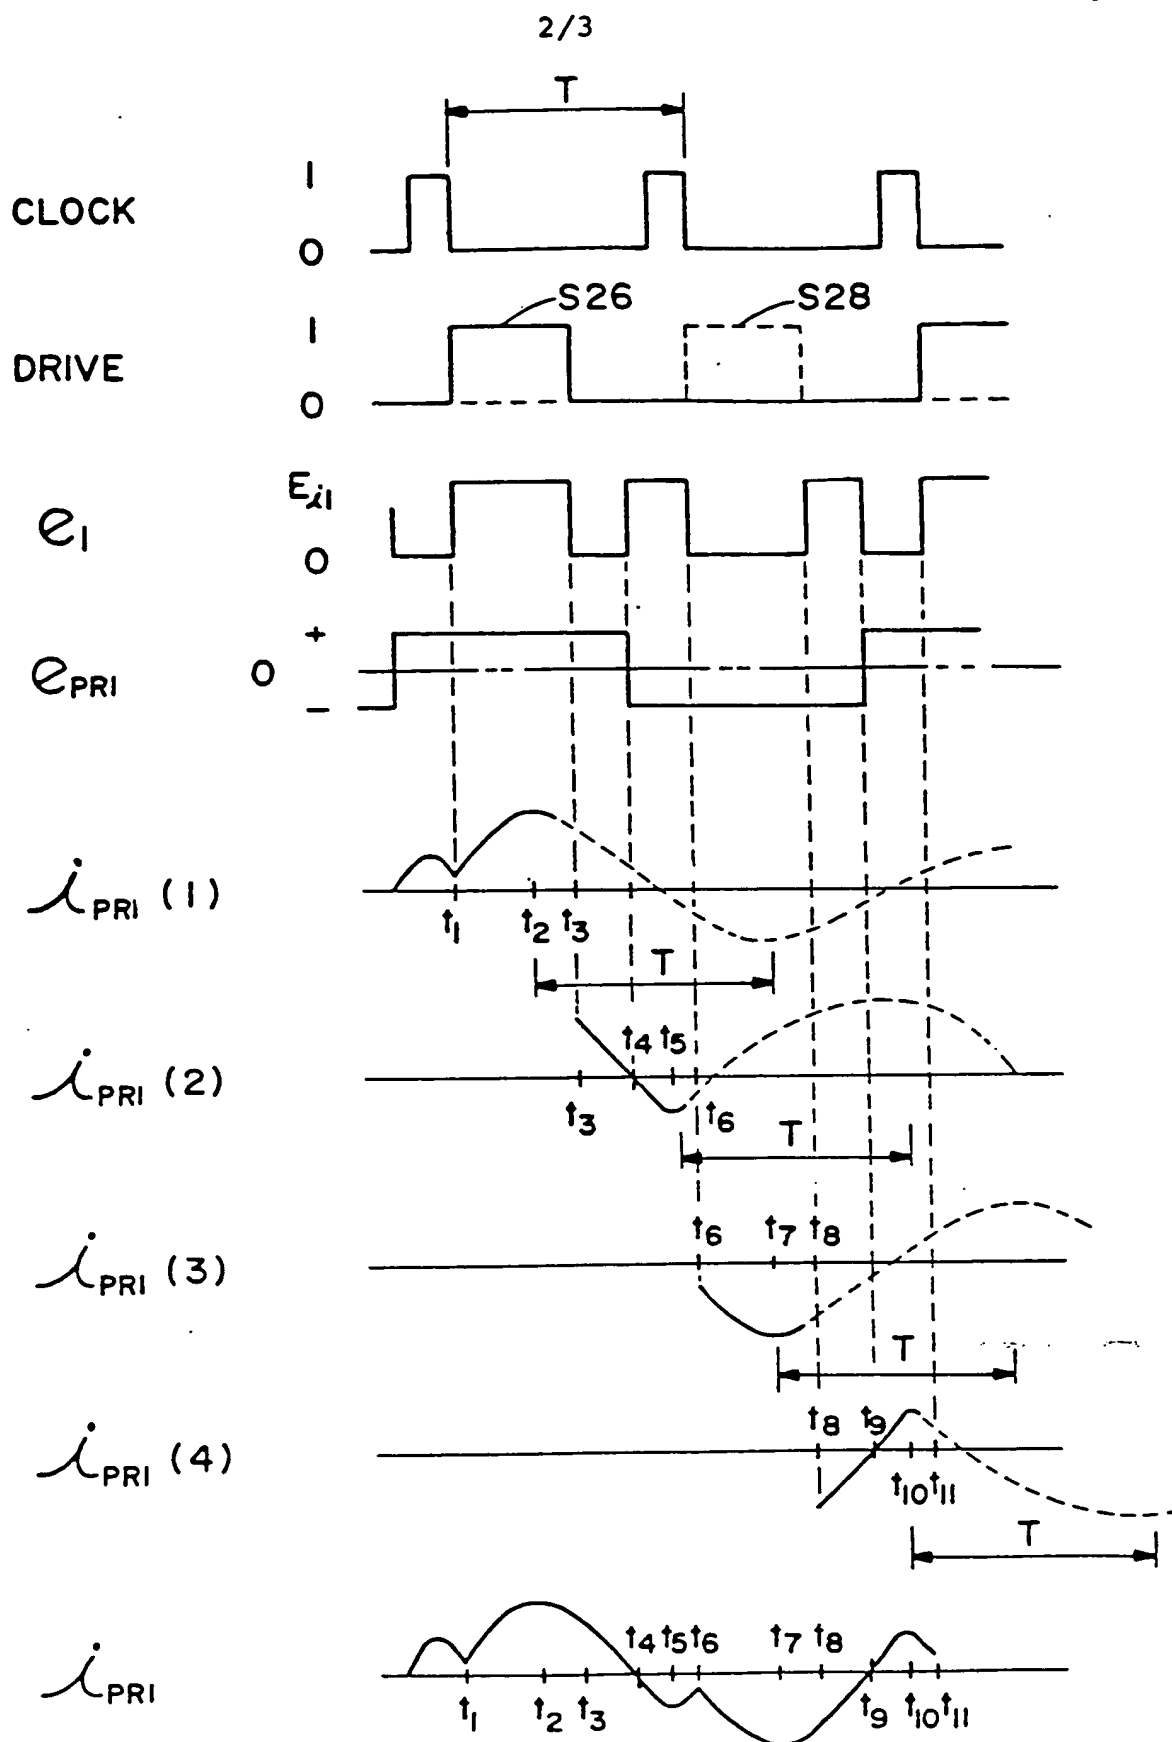 2/3
T
CLOCK
1
0
S26
S28
DRIVE
1
0
e1
Ei1
0
ePRI
+
0
−
iPRI (1)
t1 t2 t3
T
iPRI (2)
t4 t5
t3 t6
T
iPRI (3)
t6 t7 t8
T
iPRI (4)
t8 t9
t10 t11
T
iPRI
t4 t5 t6 t7 t8
t1 t2 t3 t9 t10 t11